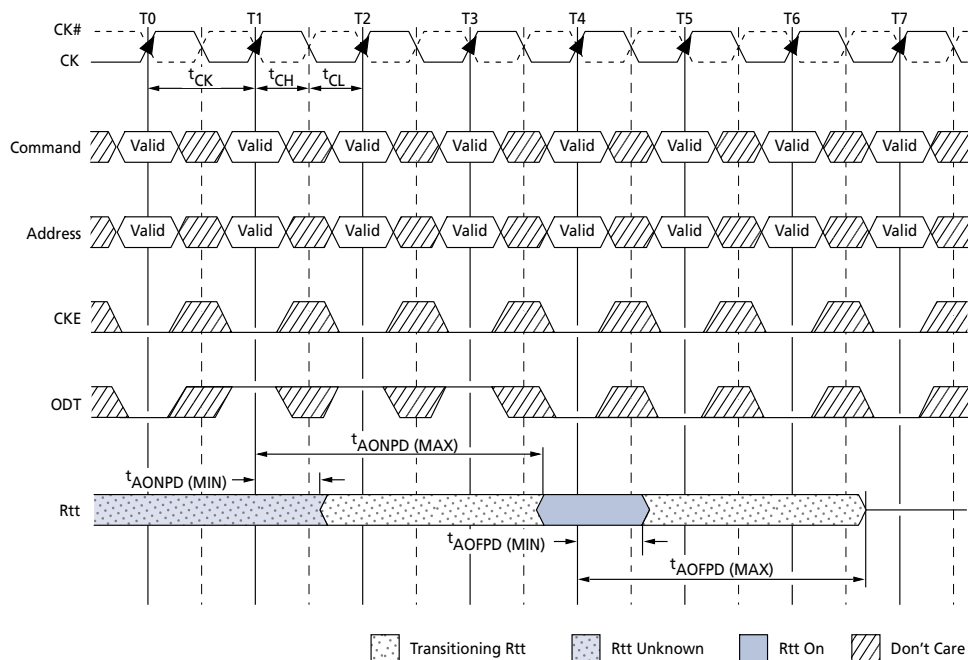 T0 T1 T2 T3 T4 T5 T6 T7
CK#
CK
tCK tCH tCL
Command Valid Valid Valid Valid Valid Valid Valid Valid
Address Valid Valid Valid Valid Valid Valid Valid Valid
CKE
ODT
tAONPD (MAX)
tAONPD (MIN)
Rtt
tAOFPD (MIN)
tAOFPD (MAX)
Transitioning Rtt Rtt Unknown Rtt On Don't Care